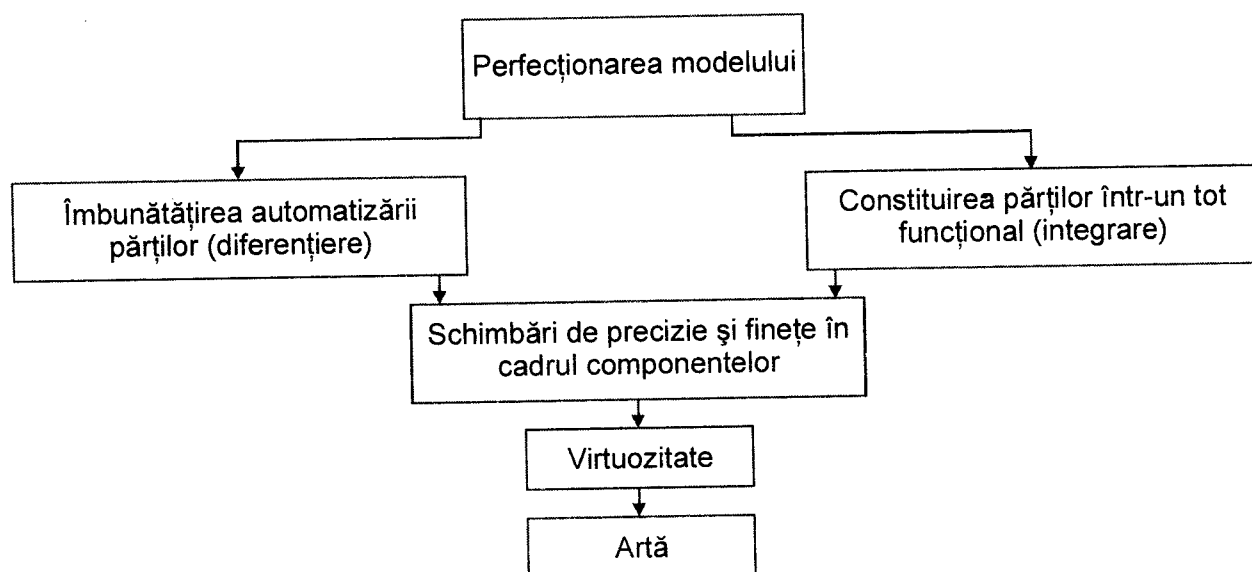 Perfecționarea modelului
Îmbunătățirea automatizării
părților (diferențiere)
Constituirea părților într-un tot
funcțional (integrare)
Schimbări de precizie şi finețe în
cadrul componentelor
Virtuozitate
Artă